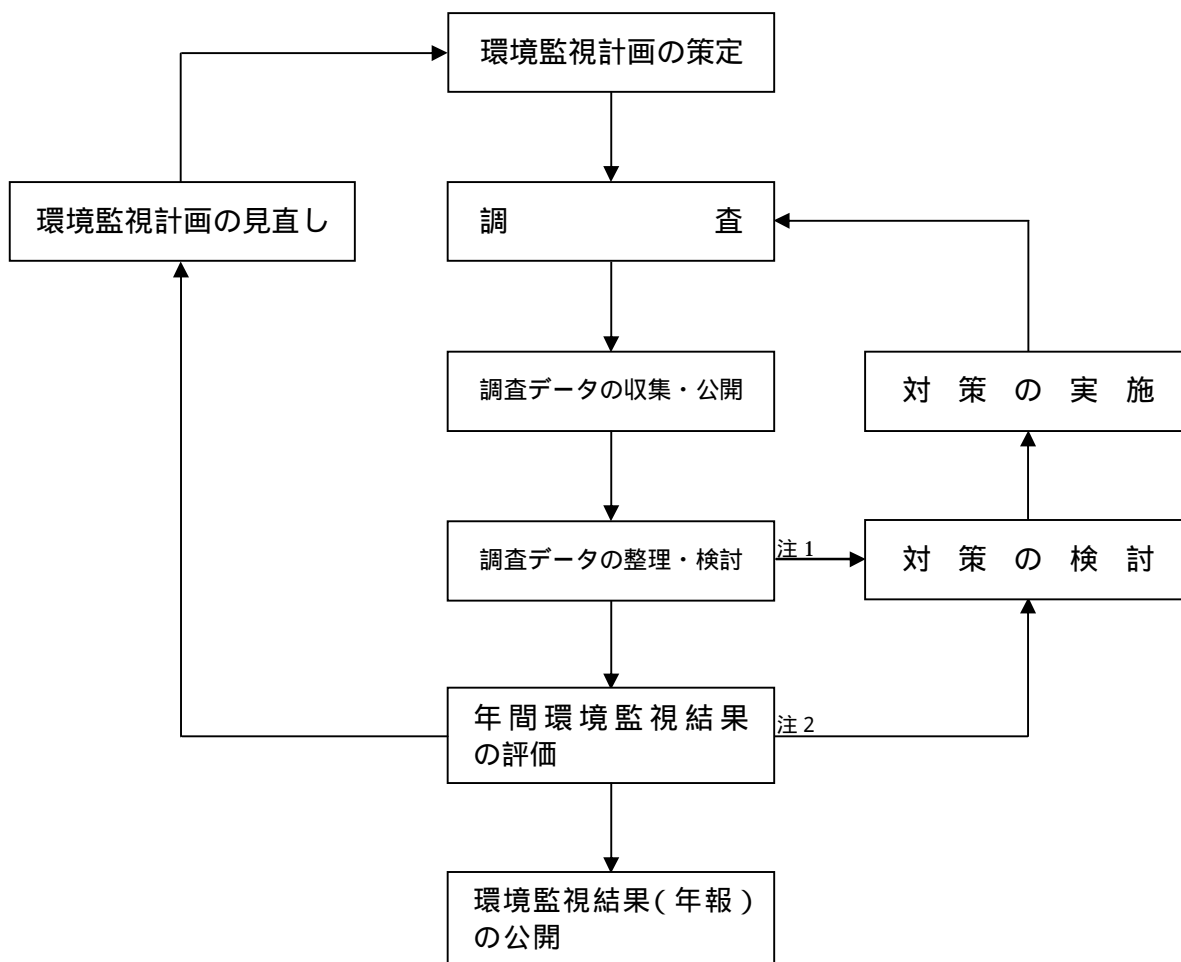 環境監視計画の策定
環境監視計画の見直し
調査
調査データの収集・公開
対策の実施
調査データの整理・検討
注1
対策の検討
年間環境監視結果
の評価
注2
環境監視結果(年報)
の公開